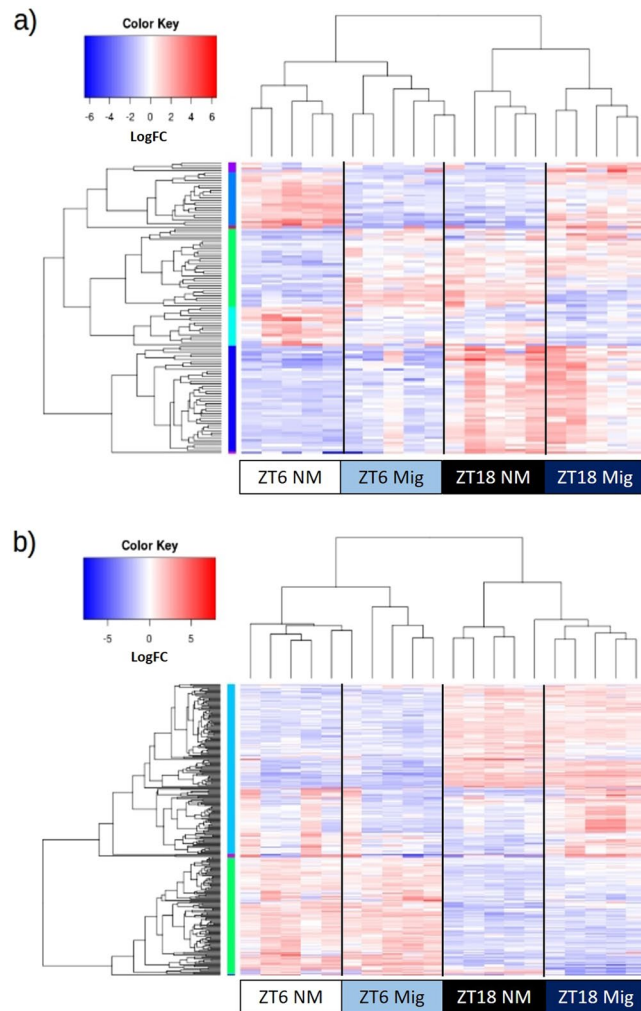 a)
Color Key
-6 -4 -2 0 2 4 6
LogFC
ZT6 NM ZT6 Mig ZT18 NM ZT18 Mig
b)
Color Key
-5 0 5
LogFC
ZT6 NM ZT6 Mig ZT18 NM ZT18 Mig